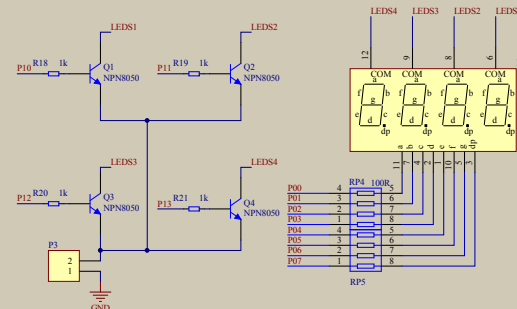 LEDS1
LEDS2
LEDS4
LEDS3
LEDS2
LEDS
R18 1k
Q1
R19 1k
Q2
P10
NPN8050
P11
NPN8050
12
9
8
6
COM
COM
COM
COM
a
a
a
a
f b
f b
f b
f b
g
g
g
g
e c
e c
e c
e c
d
d
d
d
dp
dp
dp
dp
a b c d e f g dp
11 7 4 2 1 10 5 3
LEDS3
LEDS4
R20 1k
Q3
R21 1k
Q4
P12
NPN8050
P13
NPN8050
RP4
100R
P00 4 5
P01 3 6
P02 2 7
P03 1 8
P04 4 5
P05 3 6
P06 2 7
P07 1 8
RP5
P3
2
1
GND